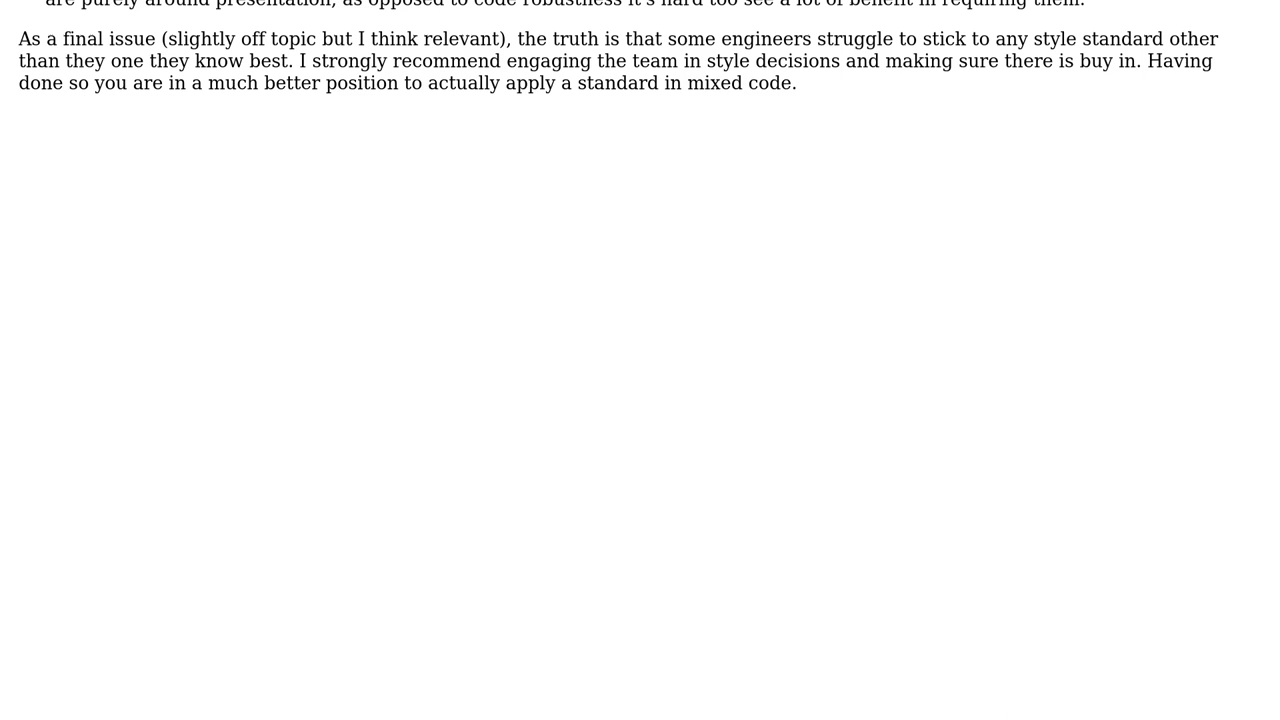 are purely around presentation, as opposed to code robustness it's hard too see a lot of benefit in requiring them.
As a final issue (slightly off topic but I think relevant), the truth is that some engineers struggle to stick to any style standard other
than they one they know best. I strongly recommend engaging the team in style decisions and making sure there is buy in. Having
done so you are in a much better position to actually apply a standard in mixed code.